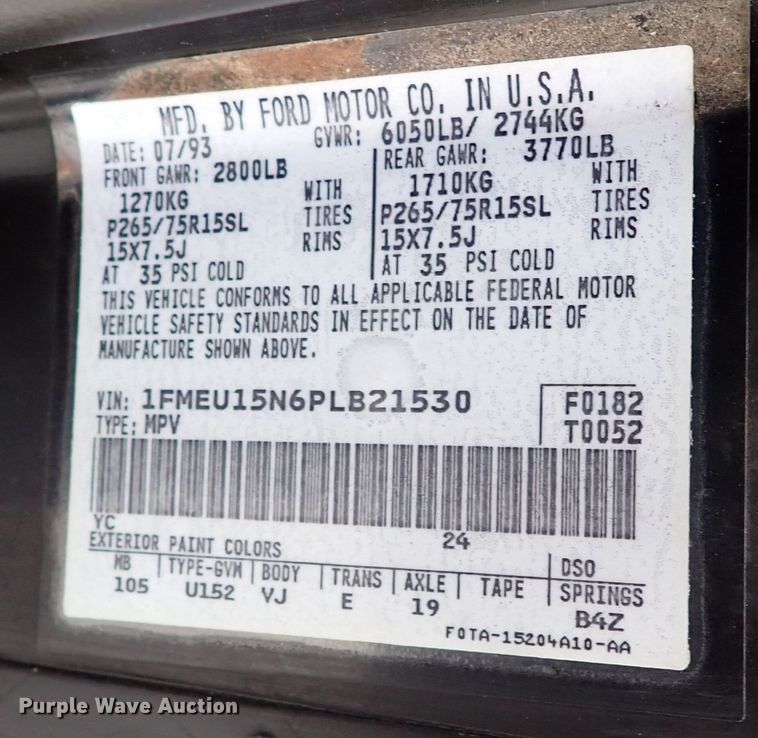 MFD. BY FORD MOTOR CO. IN U.S.A.
DATE: 07/93 GVWR: 6050LB/ 2744KG
FRONT GAWR: 2800LB REAR GAWR: 3770LB
1270KG WITH 1710KG WITH
P265/75R15SL TIRES P265/75R15SL TIRES
15X7.5J RIMS 15X7.5J RIMS
AT 35 PSI COLD AT 35 PSI COLD
THIS VEHICLE CONFORMS TO ALL APPLICABLE FEDERAL MOTOR
VEHICLE SAFETY STANDARDS IN EFFECT ON THE DATE OF
MANUFACTURE SHOWN ABOVE.
VIN: 1FMEU15N6PLB21530 F0182
TYPE: MPV T0052
YC 24
EXTERIOR PAINT COLORS DSO
WB TYPE-GVM BODY TRANS AXLE TAPE SPRINGS
105 U152 YJ E 19 B4Z
F0TA-15204A10-AA
Purple Wave Auction